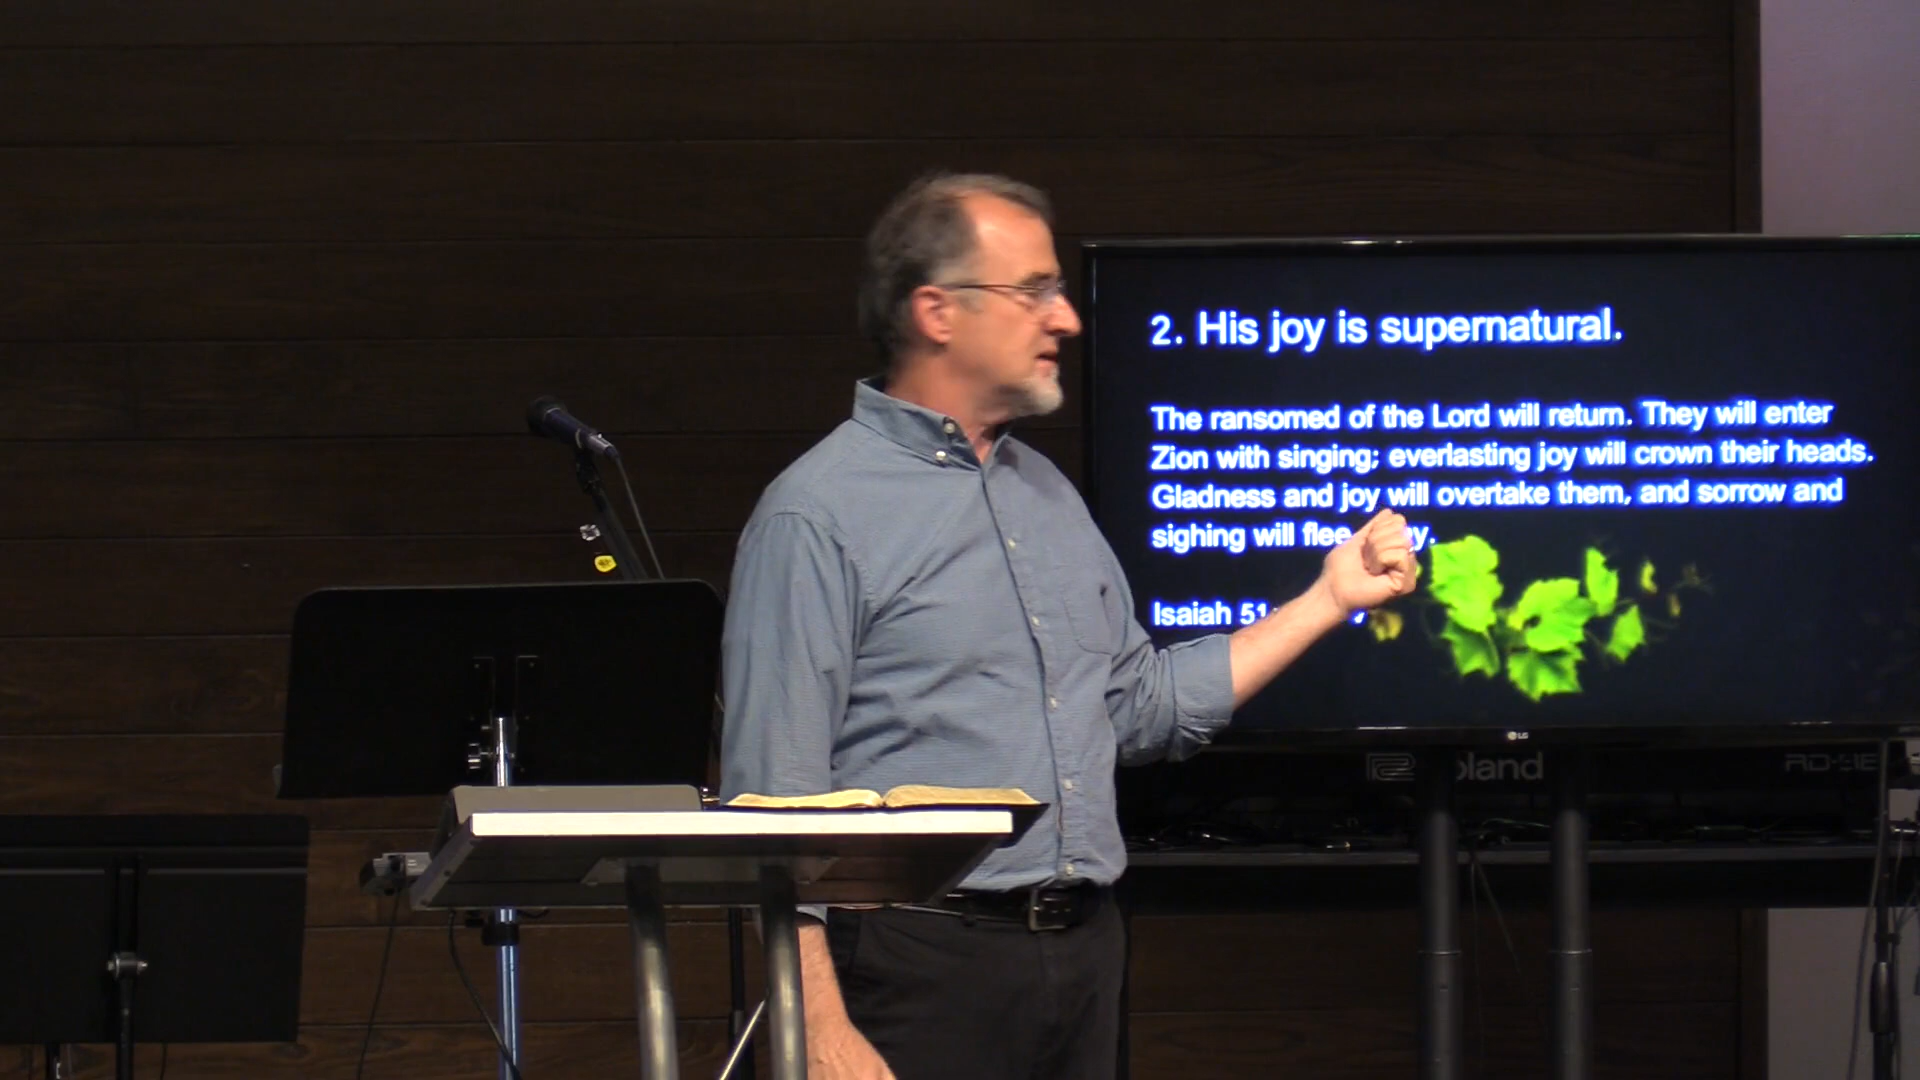 2. His joy is supernatural.
The ransomed of the Lord will return. They will enter
Zion with singing; everlasting joy will crown their heads.
Gladness and joy will overtake them, and sorrow and
sighing will flee
Isaiah 51
LG
Roland